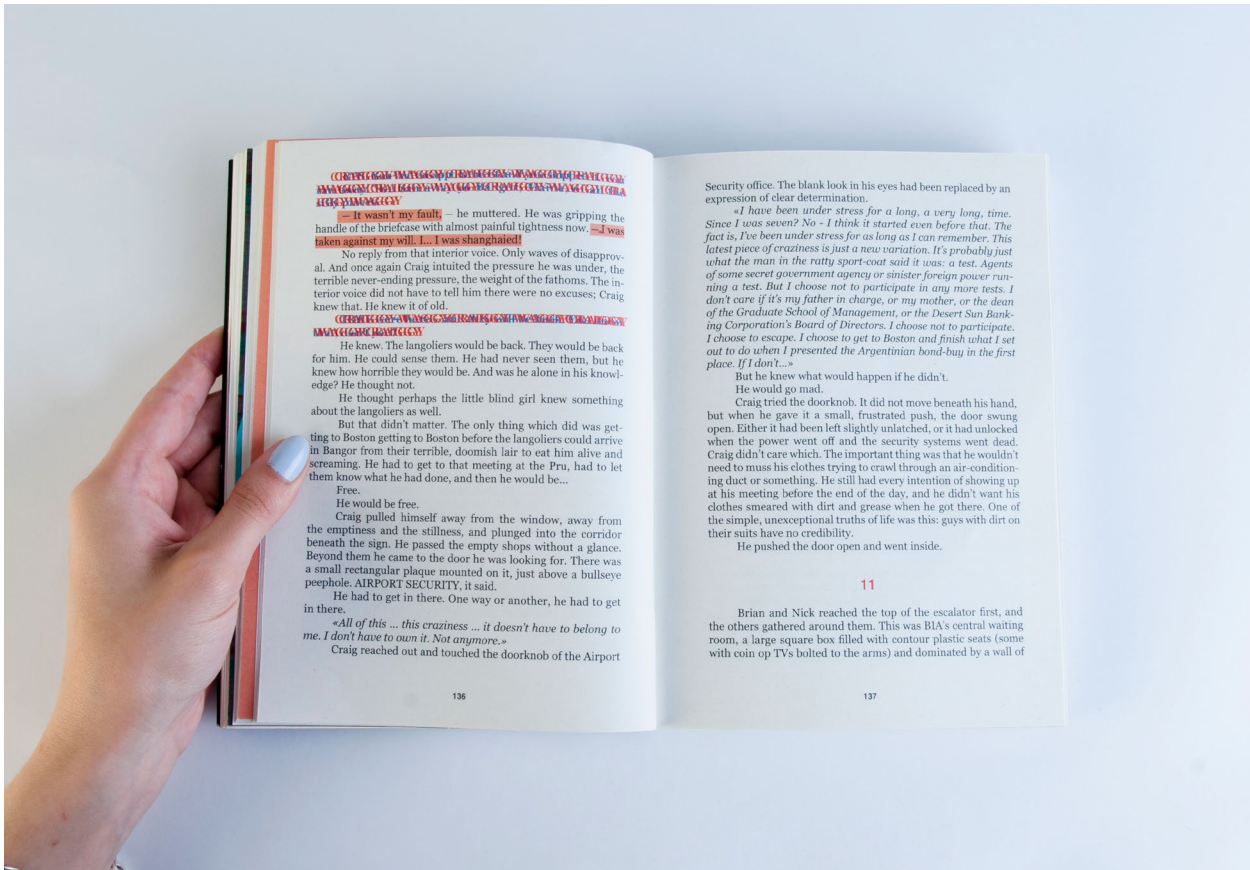 – It wasn't my fault, – he muttered. He was gripping the
handle of the briefcase with almost painful tightness now. –I was
taken against my will. I... I was shanghaied!
No reply from that interior voice. Only waves of disapprov-
al. And once again Craig intuited the pressure he was under, the
terrible never-ending pressure, the weight of the fathoms. The in-
terior voice did not have to tell him there were no excuses; Craig
knew that. He knew it of old.
He knew. The langoliers would be back. They would be back
for him. He could sense them. He had never seen them, but he
knew how horrible they would be. And was he alone in his knowl-
edge? He thought not.
He thought perhaps the little blind girl knew something
about the langoliers as well.
But that didn't matter. The only thing which did was get-
ting to Boston getting to Boston before the langoliers could arrive
in Bangor from their terrible, doomish lair to eat him alive and
screaming. He had to get to that meeting at the Pru, had to let
them know what he had done, and then he would be...
Free.
He would be free.
Craig pulled himself away from the window, away from
the emptiness and the stillness, and plunged into the corridor
beneath the sign. He passed the empty shops without a glance.
Beyond them he came to the door he was looking for. There was
a small rectangular plaque mounted on it, just above a bullseye
peephole. AIRPORT SECURITY, it said.
He had to get in there. One way or another, he had to get
in there.
«All of this ... this craziness ... it doesn't have to belong to
me. I don't have to own it. Not anymore.»
Craig reached out and touched the doorknob of the Airport
136
Security office. The blank look in his eyes had been replaced by an
expression of clear determination.
«I have been under stress for a long, a very long, time.
Since I was seven? No - I think it started even before that. The
fact is, I've been under stress for as long as I can remember. This
latest piece of craziness is just a new variation. It's probably just
what the man in the ratty sport-coat said it was: a test. Agents
of some secret government agency or sinister foreign power run-
ning a test. But I choose not to participate in any more tests. I
don't care if it's my father in charge, or my mother, or the dean
of the Graduate School of Management, or the Desert Sun Bank-
ing Corporation's Board of Directors. I choose not to participate.
I choose to escape. I choose to get to Boston and finish what I set
out to do when I presented the Argentinian bond-buy in the first
place. If I don't...»
But he knew what would happen if he didn't.
He would go mad.
Craig tried the doorknob. It did not move beneath his hand,
but when he gave it a small, frustrated push, the door swung
open. Either it had been left slightly unlatched, or it had unlocked
when the power went off and the security systems went dead.
Craig didn't care which. The important thing was that he wouldn't
need to muss his clothes trying to crawl through an air-condition-
ing duct or something. He still had every intention of showing up
at his meeting before the end of the day, and he didn't want his
clothes smeared with dirt and grease when he got there. One of
the simple, unexceptional truths of life was this: guys with dirt on
their suits have no credibility.
He pushed the door open and went inside.
11
Brian and Nick reached the top of the escalator first, and
the others gathered around them. This was BIA's central waiting
room, a large square box filled with contour plastic seats (some
with coin op TVs bolted to the arms) and dominated by a wall of
137